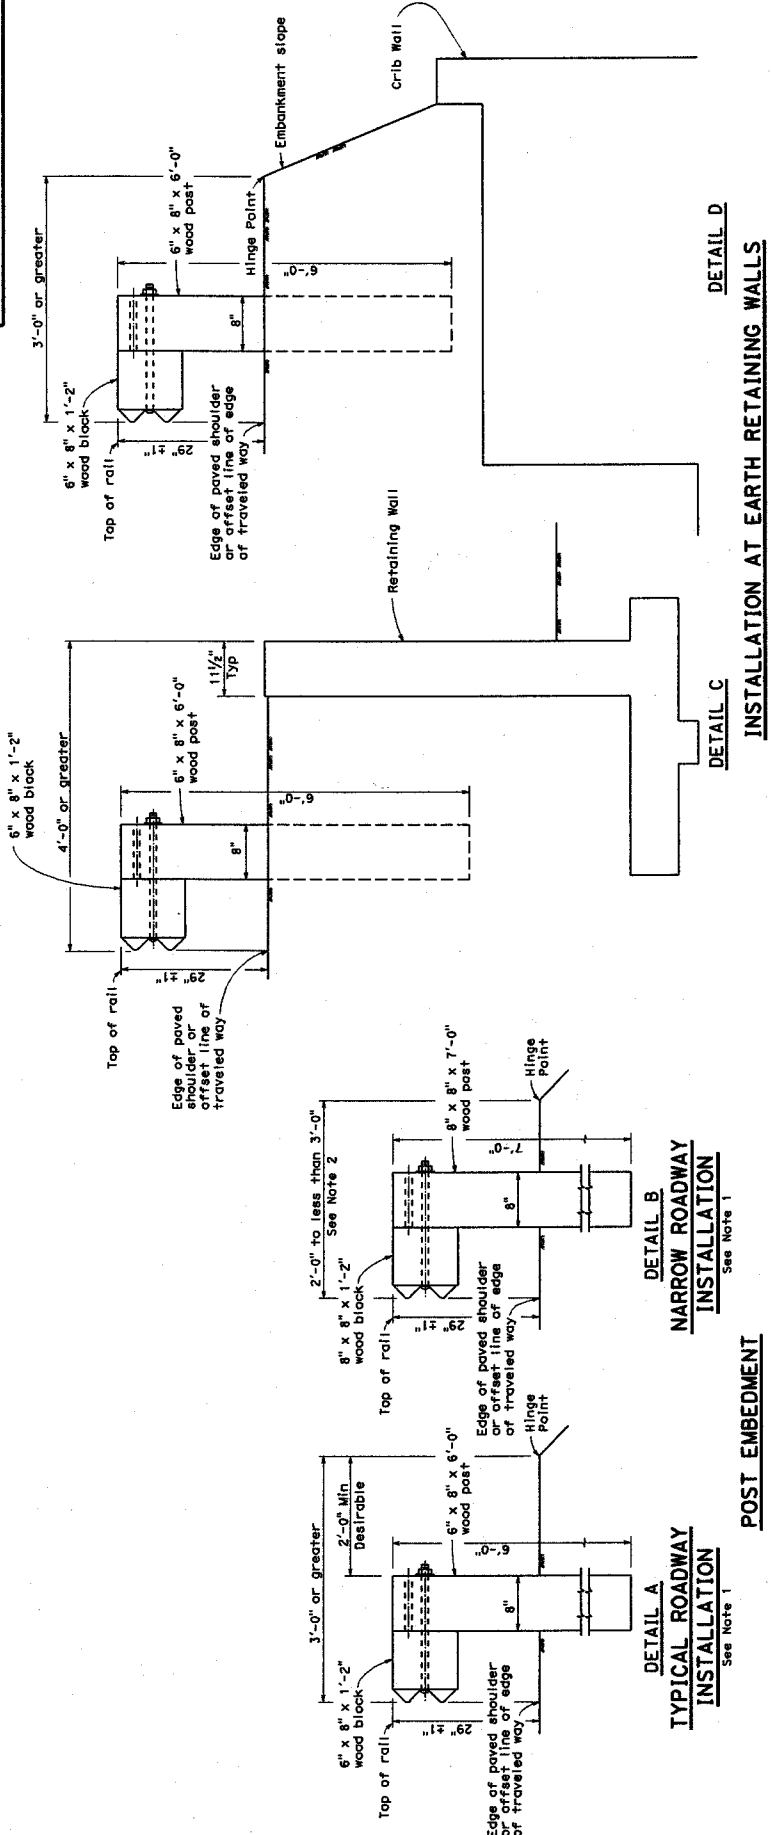 3'-0" or greater
2'-0" Min
Desirable
6" x 8" x 1'-2"
wood block
6" x 8" x 6'-0"
wood post
Top of rail
29" ±1"
6'-0"
8"
Edge of paved shoulder
or offset line of edge
of traveled way
Hinge
Point
DETAIL A
TYPICAL ROADWAY
INSTALLATION
See Note 1
2'-0" to less than 3'-0"
See Note 2
8" x 8" x 1'-2"
wood block
8" x 8" x 7'-0"
wood post
Top of rail
29" ±1"
7'-0"
8"
Edge of paved shoulder
or offset line of edge
of traveled way
Hinge
Point
DETAIL B
NARROW ROADWAY
INSTALLATION
See Note 1
POST EMBEDMENT
6" x 8" x 1'-2"
wood block
4'-0" or greater
6" x 8" x 6'-0"
wood post
11½"
Typ
Top of rail
29" ±1"
6'-0"
8"
Edge of paved
shoulder or
offset line of
traveled way
Retaining Wall
DETAIL C
3'-0" or greater
6" x 8" x 1'-2"
wood block
6" x 8" x 6'-0"
wood post
Top of rail
29" ±1"
6'-0"
8"
Edge of paved shoulder
or offset line of edge
of traveled way
Hinge Point
Embankment slope
Crib Wall
DETAIL D
INSTALLATION AT EARTH RETAINING WALLS